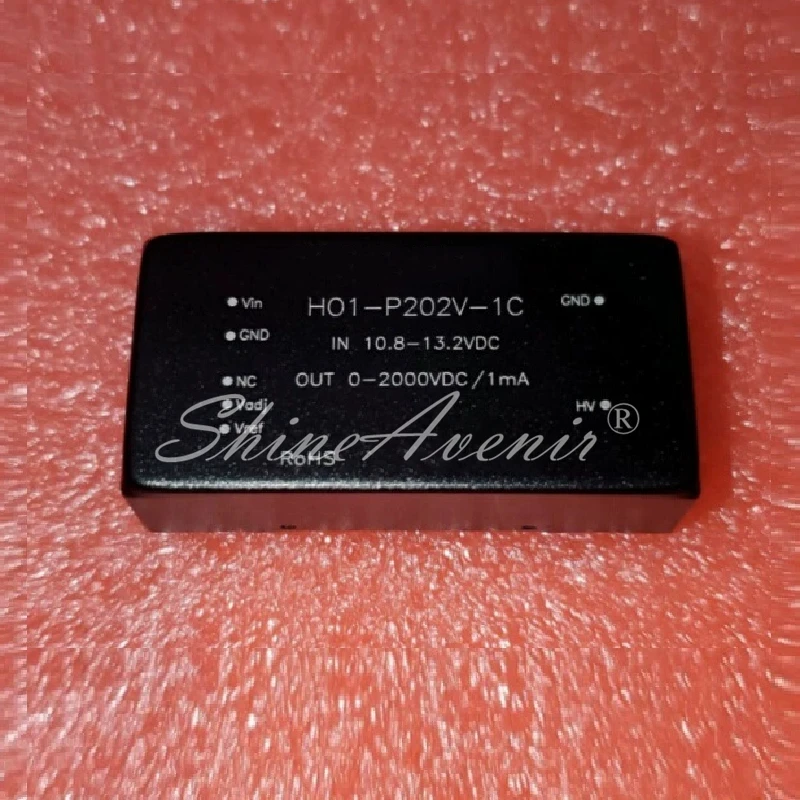 Vin
HO1-P202V-1C
GND
GND
IN 10.8-13.2VDC
NC
OUT 0-2000VDC/1mA
Vadj
HV
Vref
ShineAvenir®
RoHS